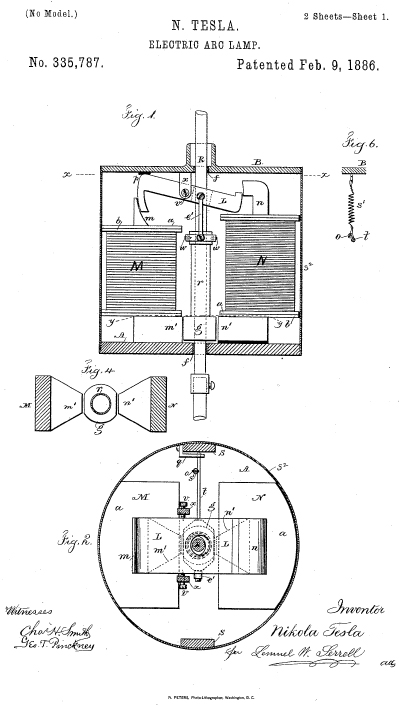 (No Model.)
2 Sheets—Sheet 1.
N. TESLA.
ELECTRIC ARC LAMP.
No. 335,787.
Patented Feb. 9, 1886.
Fig. 1.
Fig. 6.
R f B B
x x
p x L n
v
m e' s'
b a o t
w w
M N s²
r
a
y y b'
A m' g n'
f'
Fig. 4.
M m' r n' N
g
S
q A s²
o
s'
M v t N
x g n'
a a
Fig. 2.
m L L n
m'
x e'
v
S
Witnesses
Chas. H. Smith
Geo. T. Pinckney
Inventor
Nikola Tesla
for Lemuel W. Serrell
atty
N. PETERS, Photo-Lithographer, Washington, D. C.